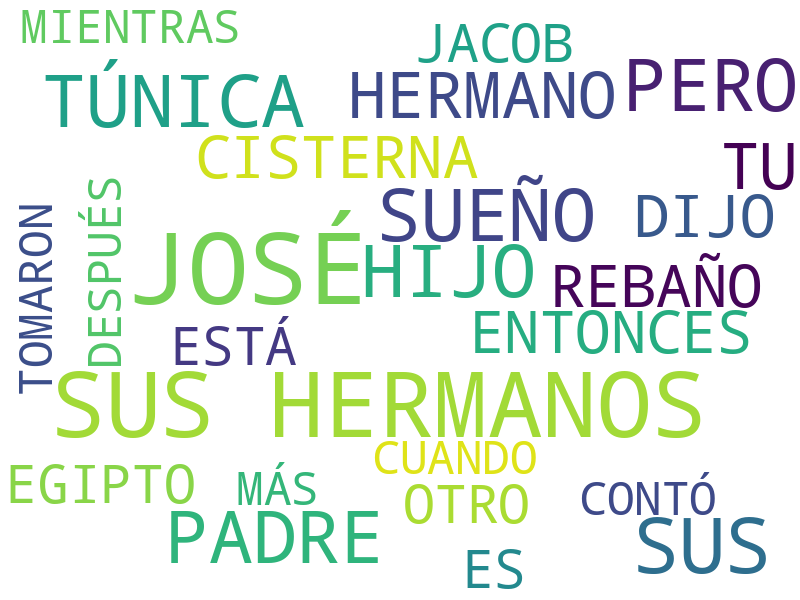 MIENTRAS
JACOB
TÚNICA
HERMANO
PERO
CISTERNA
TU
SUEÑO
DIJO
TOMARON
DESPUÉS
JOSÉ
HIJO
REBAÑO
ESTÁ
ENTONCES
SUS HERMANOS
CUANDO
EGIPTO
MÁS
OTRO
CONTÓ
PADRE
SUS
ES